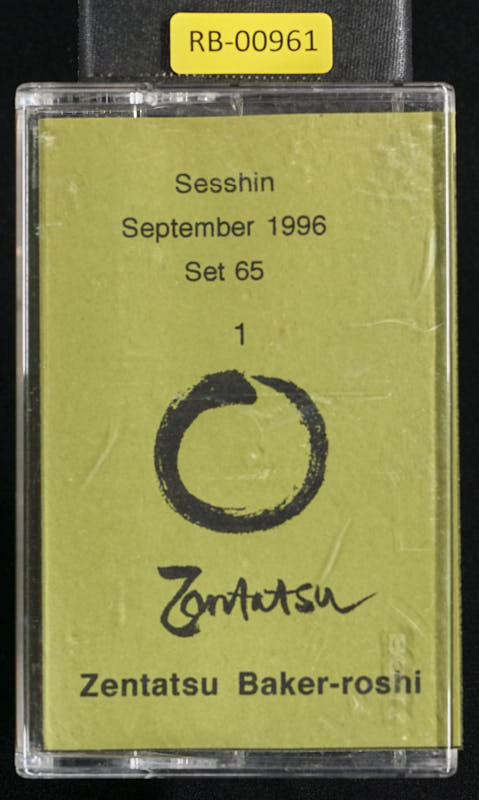 RB-00961
Sesshin
September 1996
Set 65
1
Zentatsu
Zentatsu Baker-roshi